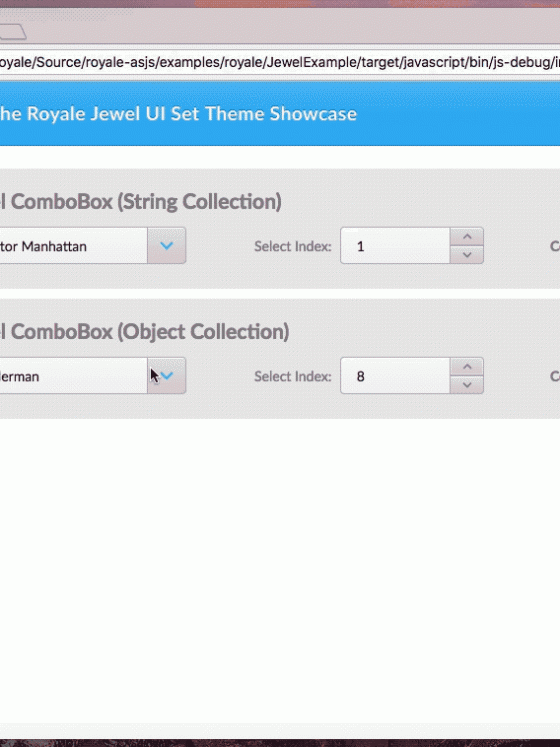 oyale/Source/royale-asjs/examples/royale/JewelExample/target/javascript/bin/js-debug/i
he Royale Jewel UI Set Theme Showcase
l ComboBox (String Collection)
tor Manhattan Select Index: 1 C
l ComboBox (Object Collection)
lerman Select Index: 8 C